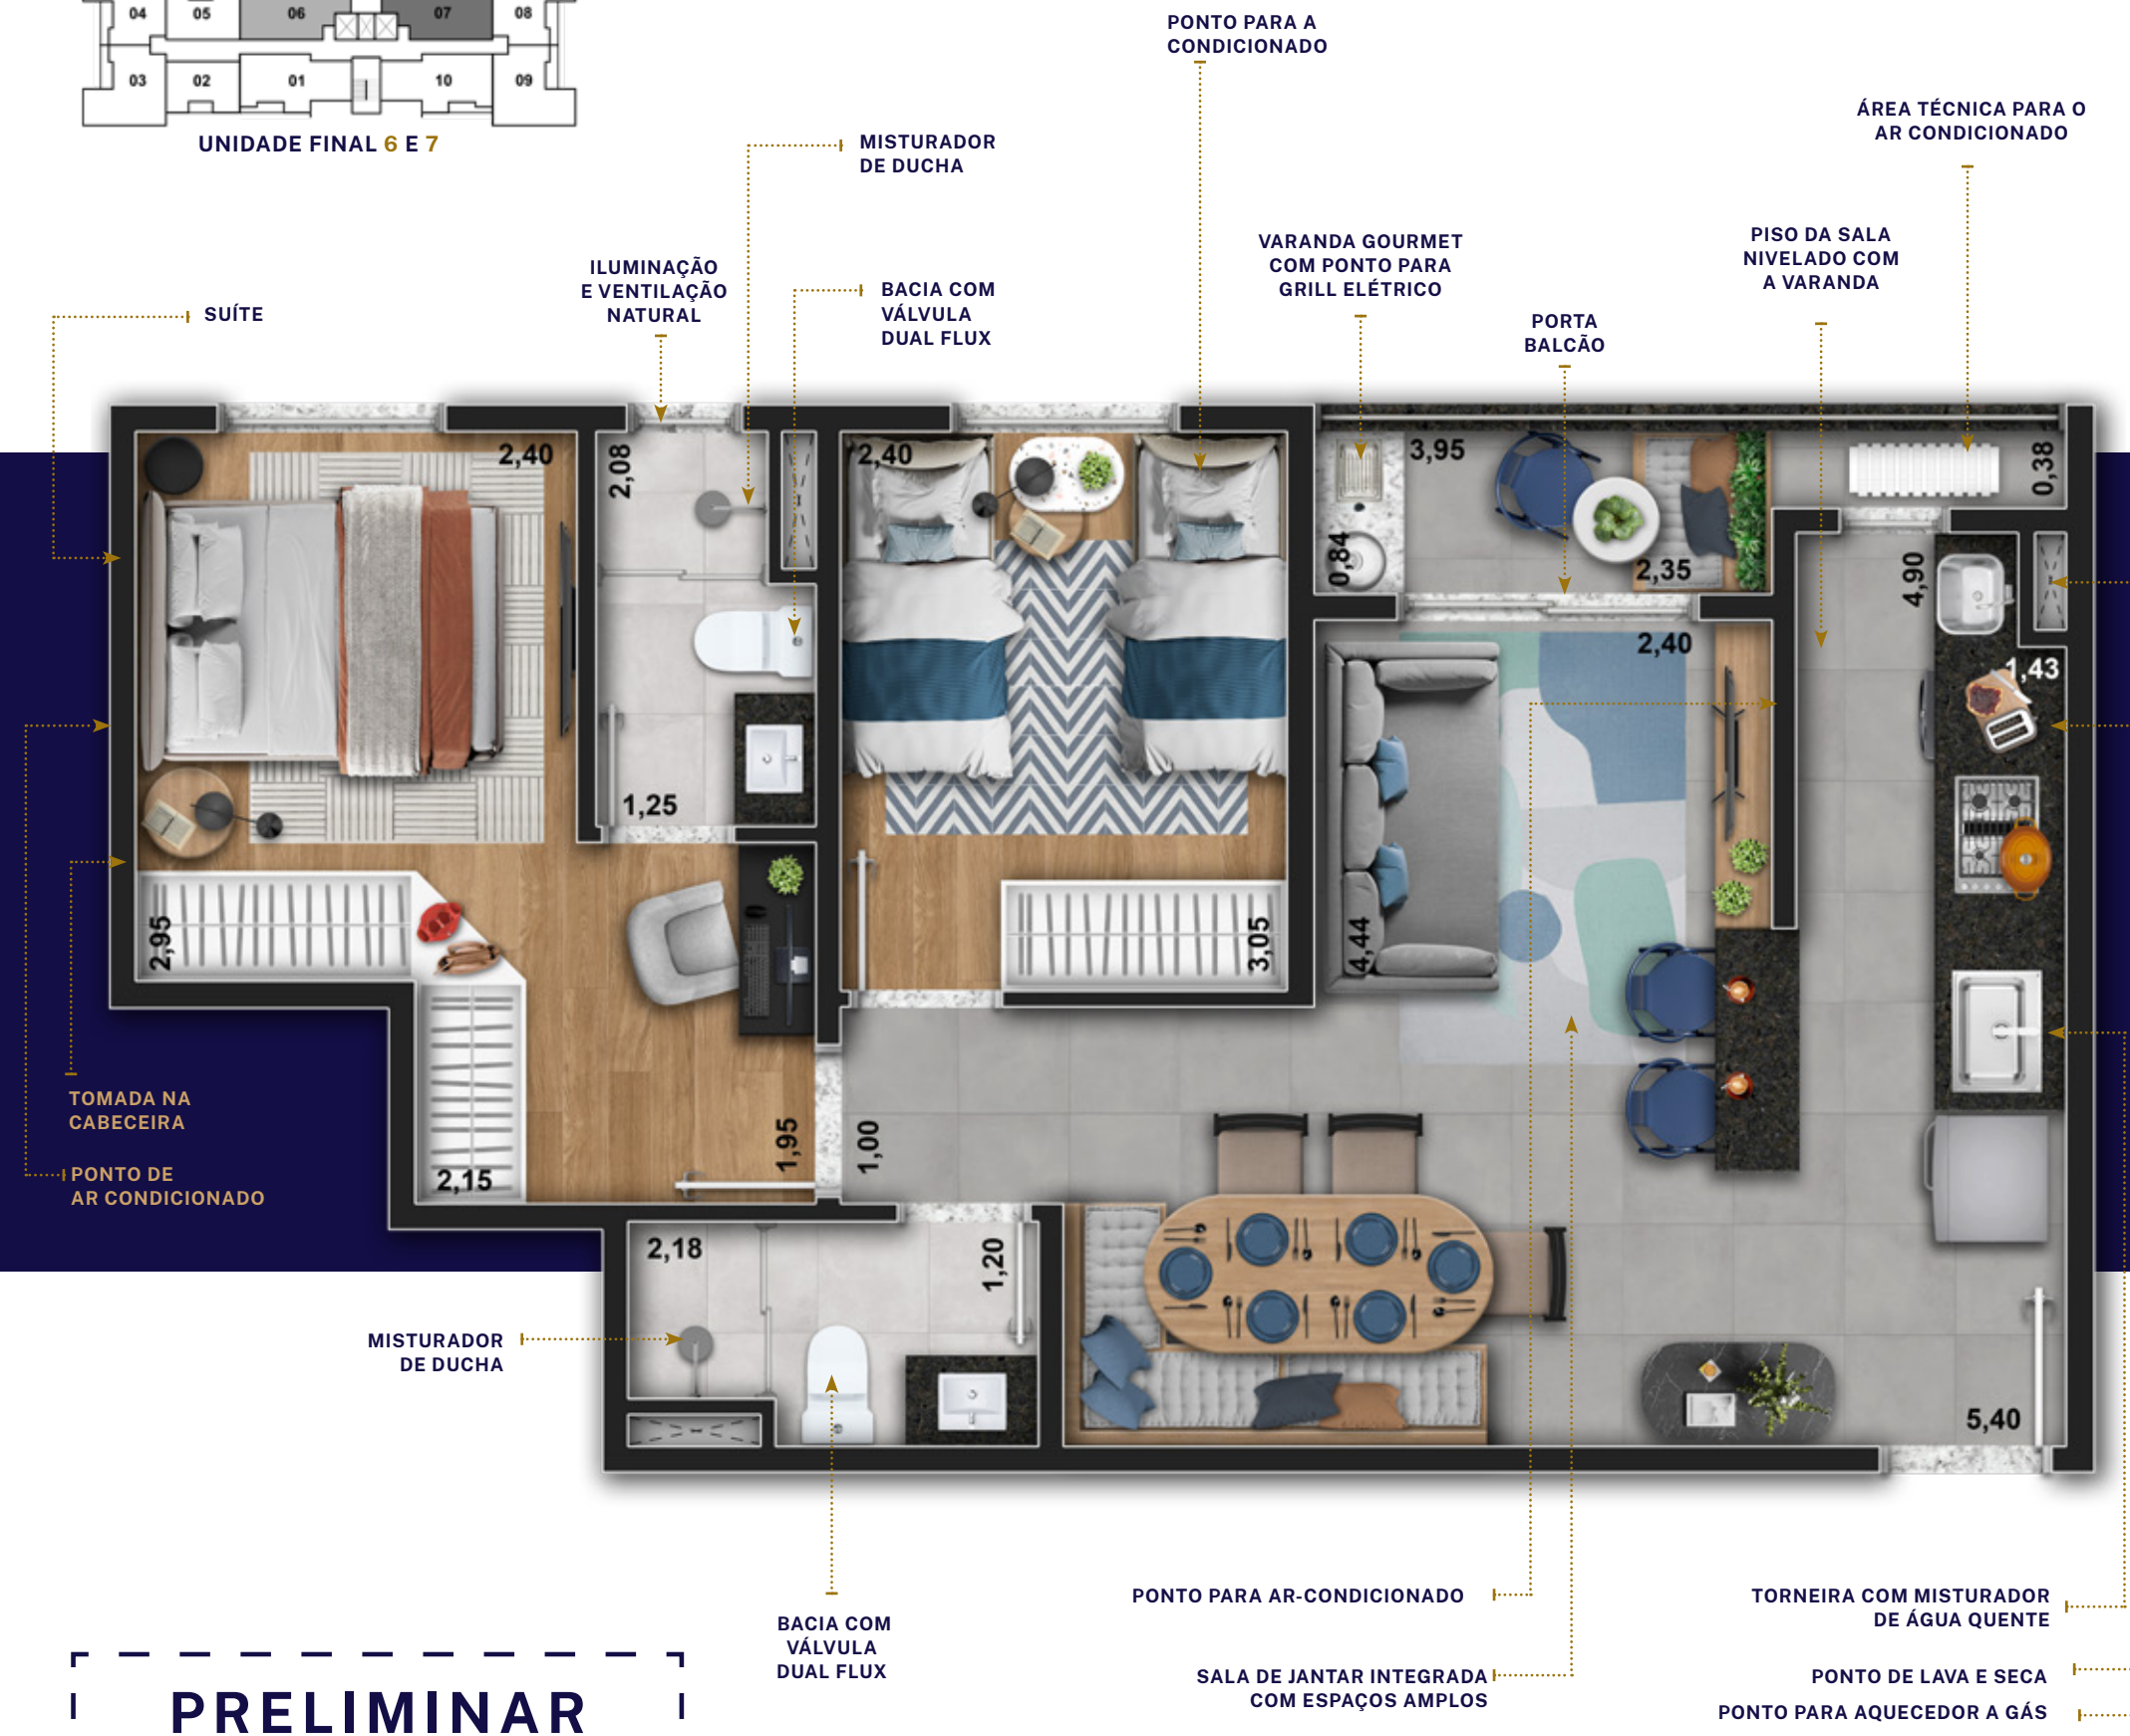 04
05
06
07
08
03
02
01
10
09
UNIDADE FINAL 6 E 7
PONTO PARA A
CONDICIONADO
MISTURADOR
DE DUCHA
ÁREA TÉCNICA PARA O
AR CONDICIONADO
ILUMINAÇÃO
E VENTILAÇÃO
NATURAL
BACIA COM
VÁLVULA
DUAL FLUX
VARANDA GOURMET
COM PONTO PARA
GRILL ELÉTRICO
PISO DA SALA
NIVELADO COM
A VARANDA
SUÍTE
PORTA
BALCÃO
2,40
2,08
2,40
3,95
0,38
0,84
2,35
4,90
2,40
1,43
1,25
2,95
3,05
4,44
TOMADA NA
CABECEIRA
PONTO DE
AR CONDICIONADO
2,15
1,95
1,00
2,18
1,20
MISTURADOR
DE DUCHA
5,40
BACIA COM
VÁLVULA
DUAL FLUX
PONTO PARA AR-CONDICIONADO
SALA DE JANTAR INTEGRADA
COM ESPAÇOS AMPLOS
TORNEIRA COM MISTURADOR
DE ÁGUA QUENTE
PONTO DE LAVA E SECA
PONTO PARA AQUECEDOR A GÁS
PRELIMINAR